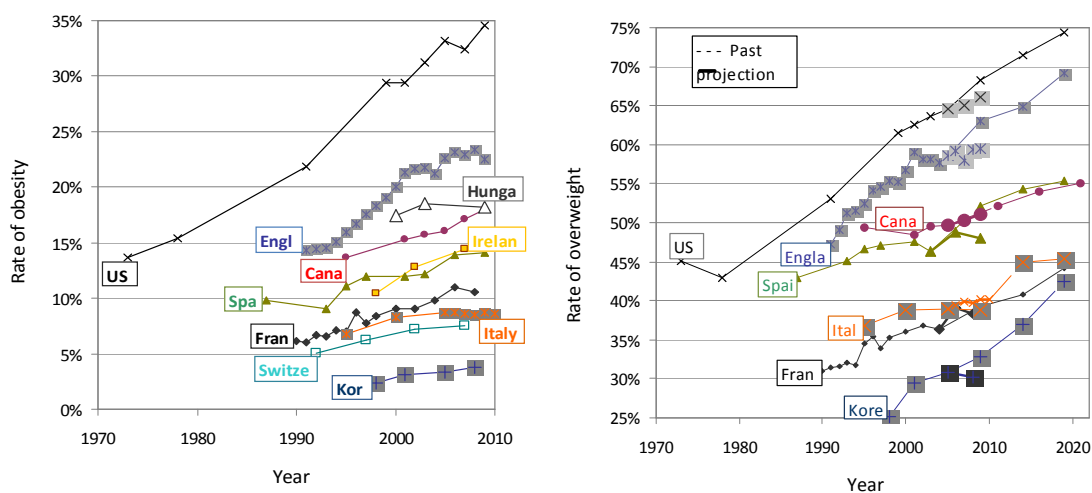 35%
30%
25%
20%
15%
10%
5%
0%
1970
1980
1990
2000
2010
Rate of obesity
Year
US
Engl
Hunga
Cana
Irelan
Spa
Fran
Italy
Switze
Kor
75%
70%
65%
60%
55%
50%
45%
40%
35%
30%
25%
1970
1980
1990
2000
2010
2020
Rate of overweight
Year
Past
projection
US
Cana
Engla
Spai
Ital
Fran
Kore